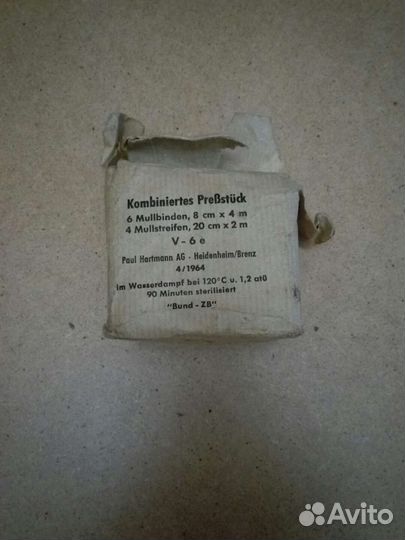 Kombiniertes Preßstück
6 Mullbinden, 8 cm x 4 m
4 Mullstreifen, 20 cm x 2 m
V - 6 e
Paul Hartmann AG - Heidenheim/Brenz
4/1964
im Wasserdampf bei 120°C u. 1,2 atü
90 Minuten sterilisiert
"Bund - ZB"
Avito